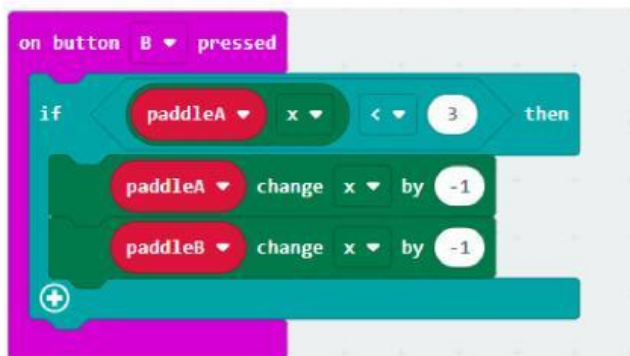 on button B pressed
if paddleA x < 3 then
paddleA change x by -1
paddleB change x by -1